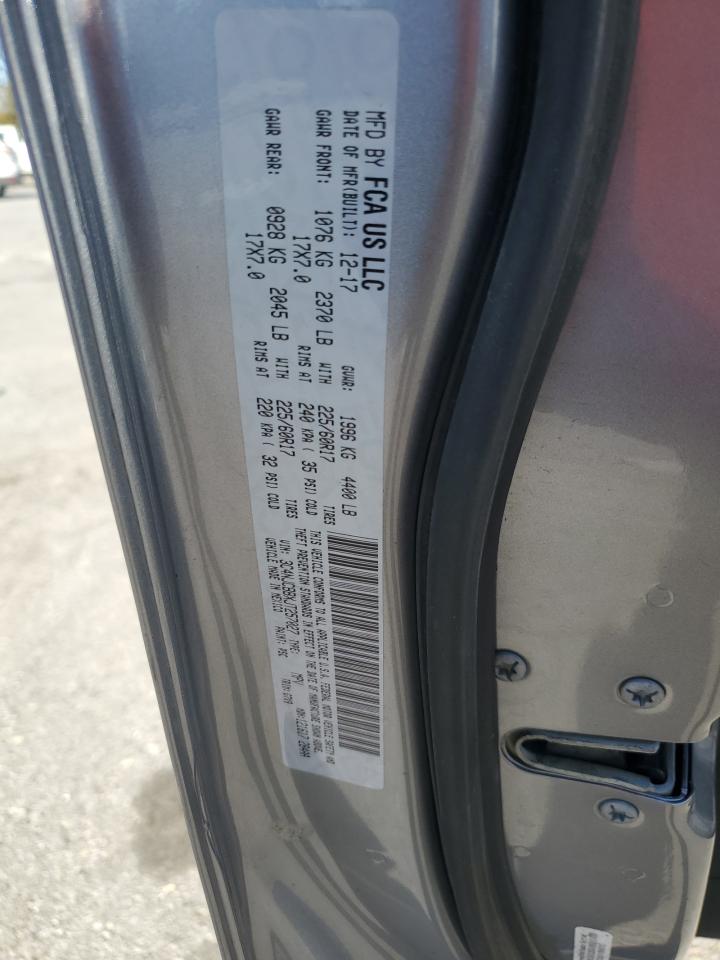 MFD BY FCA US LLC
DATE OF MFR(BUILT): 12-17 GVWR: 1996 KG 4400 LB
GAWR FRONT: 1076 KG 2370 LB WITH 225/60R17 TIRES
17X7.0 RIMS AT 240 KPA ( 35 PSI) COLD
GAWR REAR: 0928 KG 2045 LB WITH 225/60R17 TIRES
17X7.0 RIMS AT 220 KPA ( 32 PSI) COLD
THIS VEHICLE CONFORMS TO ALL APPLICABLE U.S.A. FEDERAL MOTOR VEHICLE SAFETY AND
THEFT PREVENTION STANDARDS IN EFFECT ON THE DATE OF MANUFACTURE SHOWN ABOVE.
VIN: TYPE: MPV
VEHICLE MADE IN MEXICO PAINT: PSC